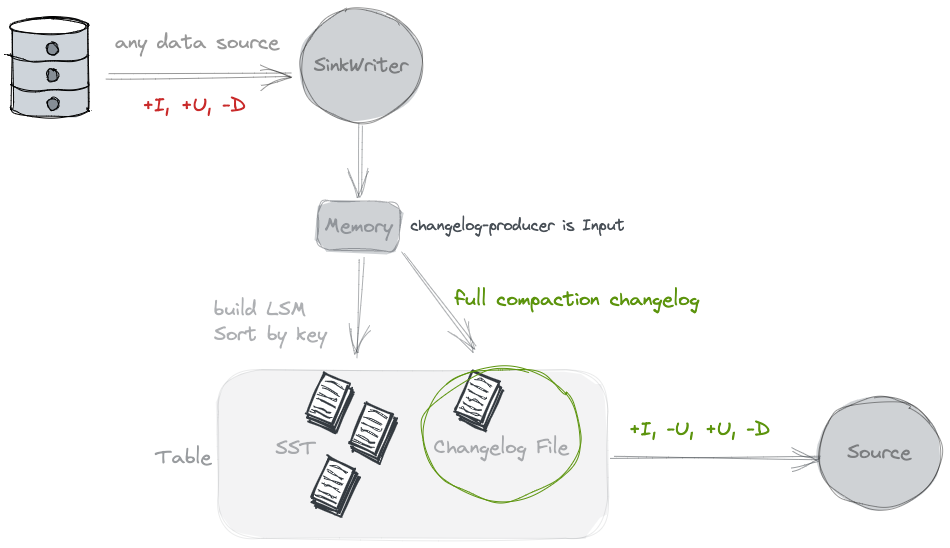 any data source
+I, +U, -D
SinkWriter
Memory
changelog-producer is Input
full compaction changelog
build LSM
Sort by key
Table
SST
Changelog File
+I, -U, +U, -D
Source